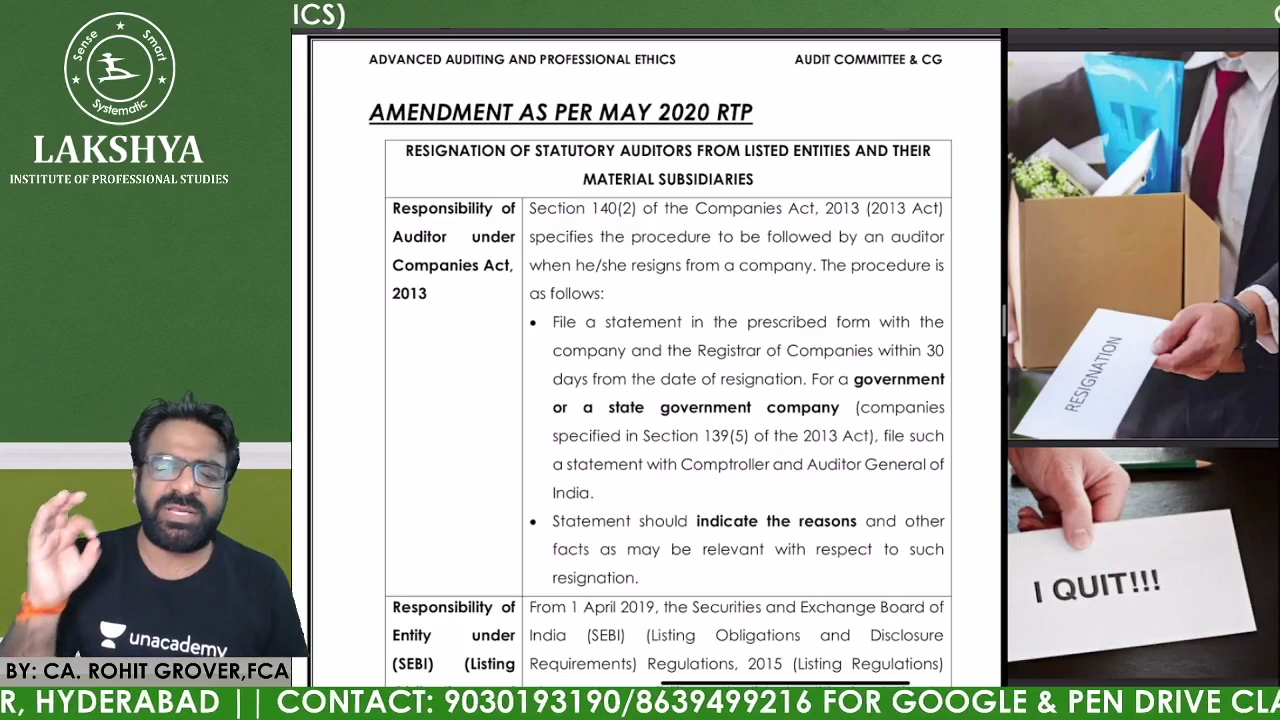 ICS)
Sense
Smart
Systematic
LAKSHYA
INSTITUTE OF PROFESSIONAL STUDIES
ADVANCED AUDITING AND PROFESSIONAL ETHICS
AUDIT COMMITTEE & CG
AMENDMENT AS PER MAY 2020 RTP
RESIGNATION OF STATUTORY AUDITORS FROM LISTED ENTITIES AND THEIR
MATERIAL SUBSIDIARIES
Responsibility of
Auditor under
Companies Act,
2013
Section 140(2) of the Companies Act, 2013 (2013 Act)
specifies the procedure to be followed by an auditor
when he/she resigns from a company. The procedure is
as follows:
• File a statement in the prescribed form with the
company and the Registrar of Companies within 30
days from the date of resignation. For a government
or a state government company (companies
specified in Section 139(5) of the 2013 Act), file such
a statement with Comptroller and Auditor General of
India.
• Statement should indicate the reasons and other
facts as may be relevant with respect to such
resignation.
Responsibility of
Entity under
(SEBI) (Listing
From 1 April 2019, the Securities and Exchange Board of
India (SEBI) (Listing Obligations and Disclosure
Requirements) Regulations, 2015 (Listing Regulations)
RESIGNATION
I QUIT!!!
unacademy
BY: CA. ROHIT GROVER,FCA
R, HYDERABAD || CONTACT: 9030193190/8639499216 FOR GOOGLE & PEN DRIVE CLA